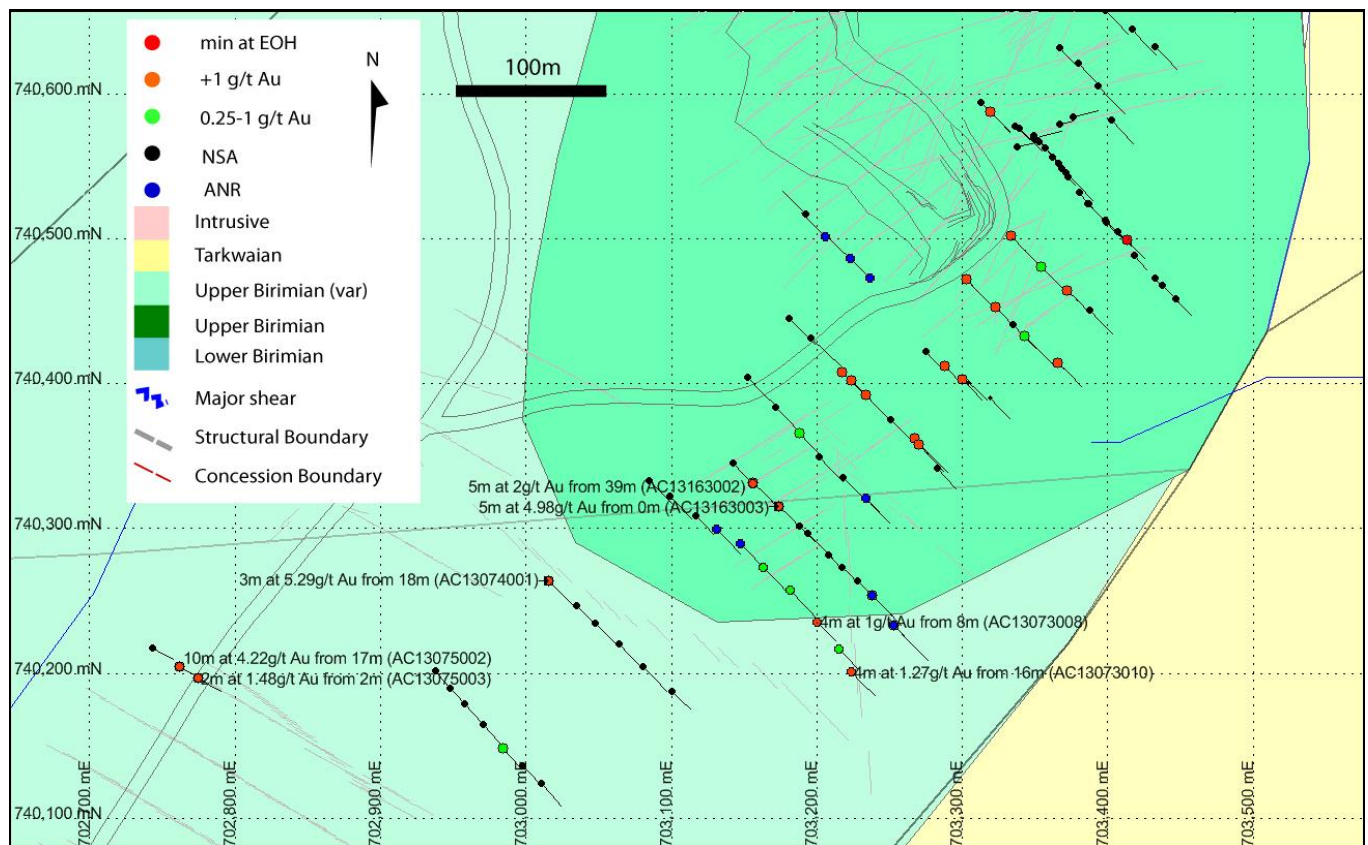 min at EOH
+1 g/t Au
0.25-1 g/t Au
NSA
ANR
Intrusive
Tarkwaian
Upper Birimian (var)
Upper Birimian
Lower Birimian
Major shear
Structural Boundary
Concession Boundary
N
100m
740,600 mN
740,500 mN
740,400 mN
740,300 mN
740,200 mN
740,100 mN
5m at 2g/t Au from 39m (AC13163002)
5m at 4.98g/t Au from 0m (AC13163003)
3m at 5.29g/t Au from 18m (AC13074001)
4m at 1g/t Au from 8m (AC13073008)
10m at 4.22g/t Au from 17m (AC13075002)
2m at 1.48g/t Au from 2m (AC13075003)
4m at 1.27g/t Au from 16m (AC13073010)
702,700 mE
702,800 mE
702,900 mE
703,000 mE
703,100 mE
703,200 mE
703,300 mE
703,400 mE
703,500 mE